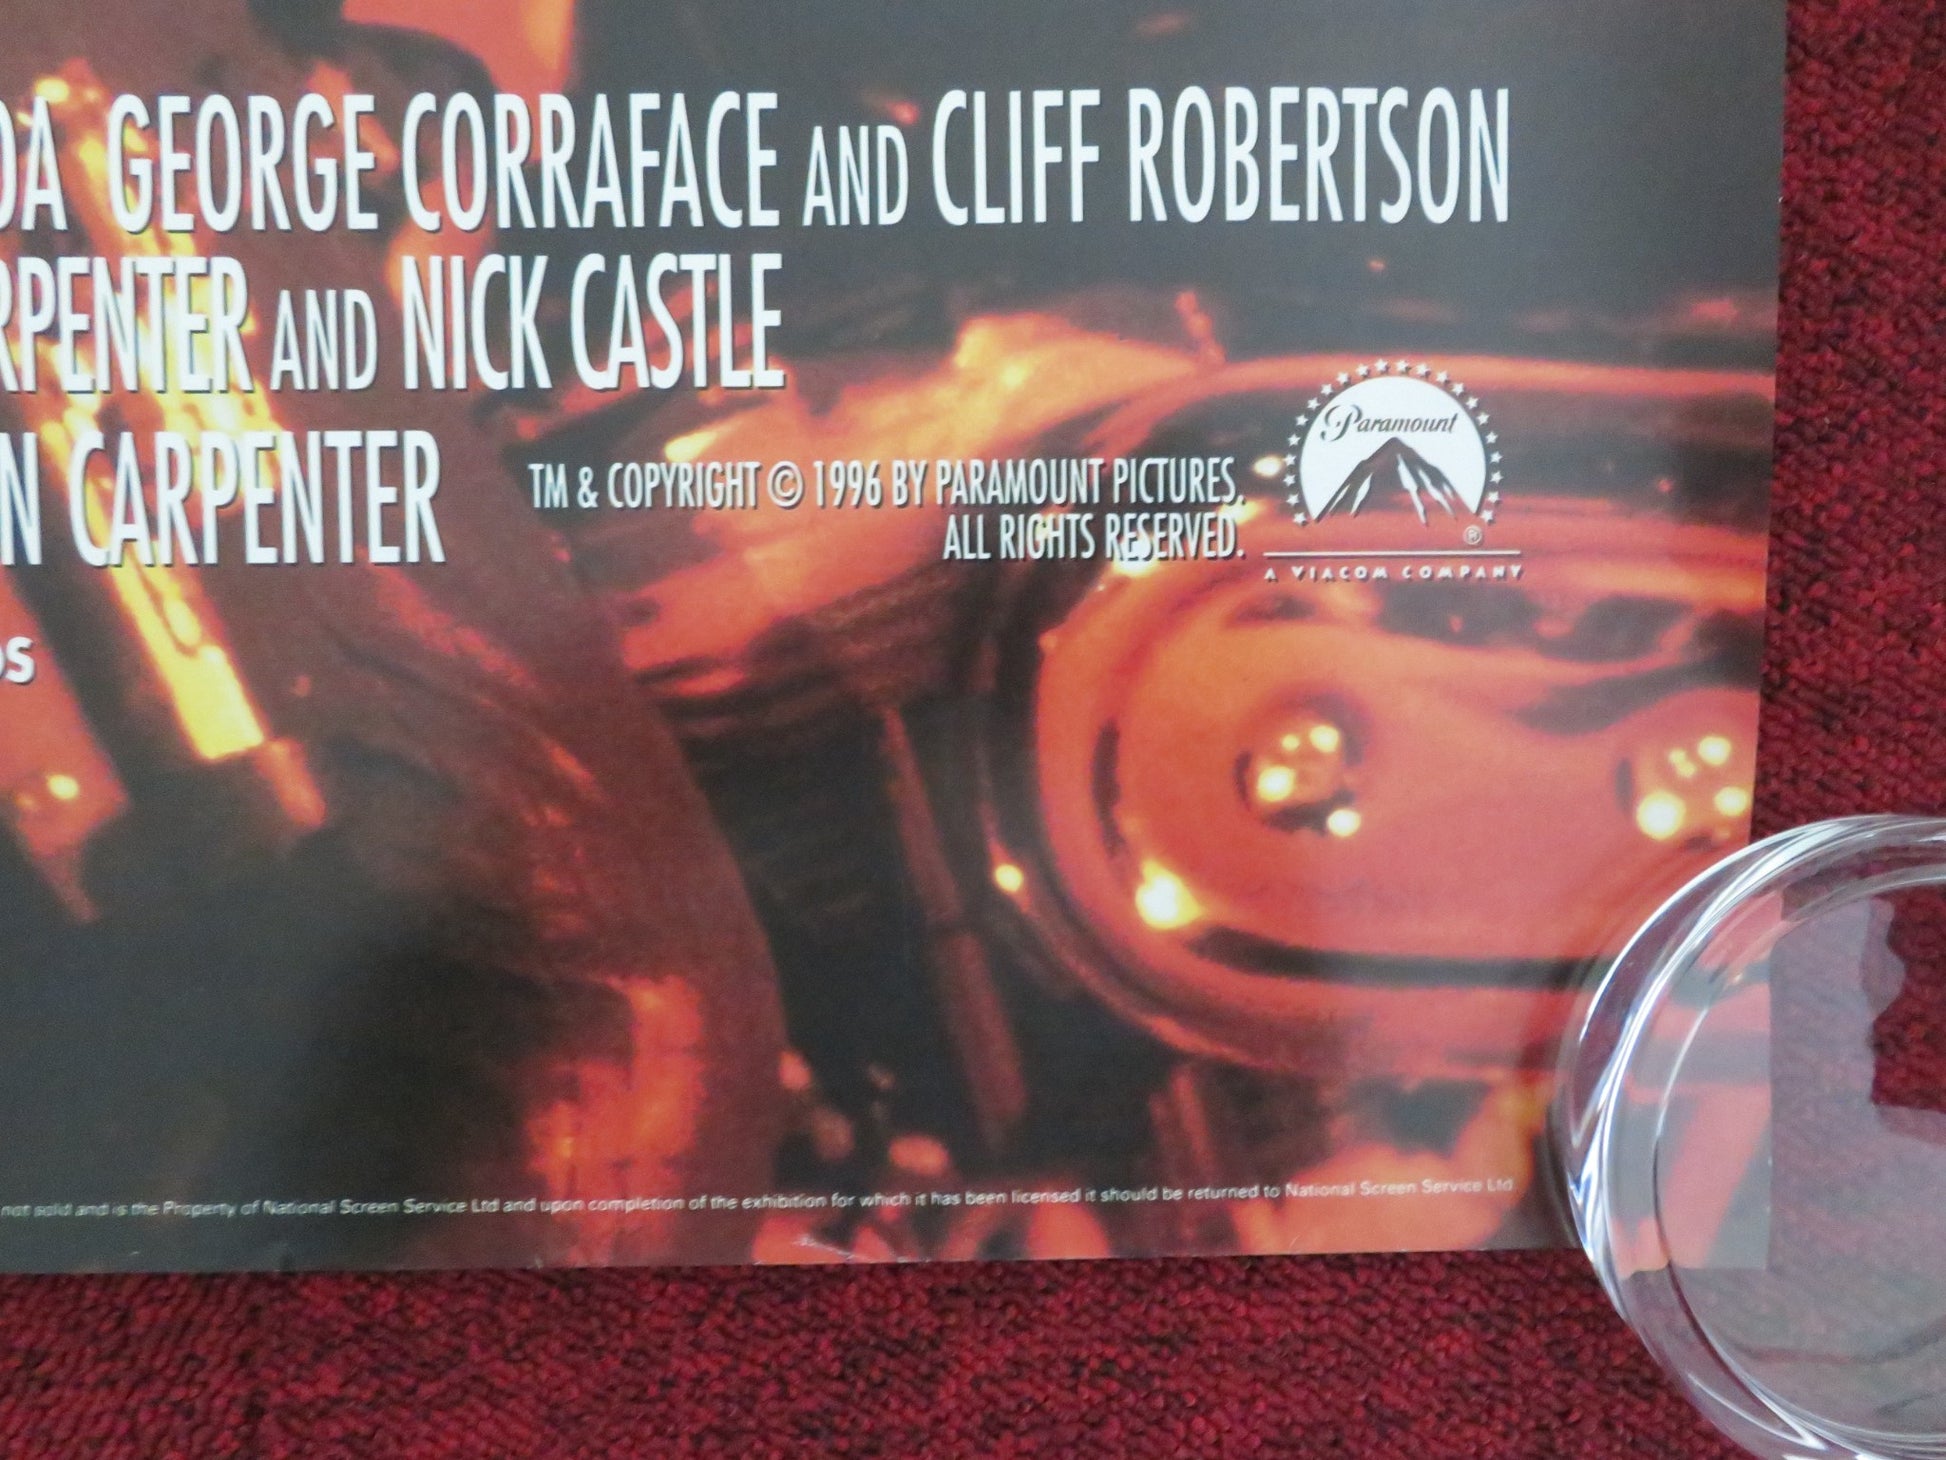 DA GEORGE CORRAFACE AND CLIFF ROBERTSON
RPENTER AND NICK CASTLE
N CARPENTER
TM & COPYRIGHT © 1996 BY PARAMOUNT PICTURES.
ALL RIGHTS RESERVED.
Paramount
®
A VIACOM COMPANY
os
not sold and is the Property of National Screen Service Ltd and upon completion of the exhibition for which it has been licensed it should be returned to National Screen Service Ltd